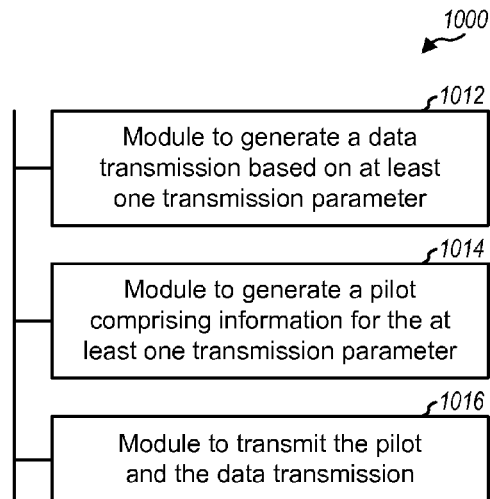 1000
1012
Module to generate a data
transmission based on at least
one transmission parameter
1014
Module to generate a pilot
comprising information for the at
least one transmission parameter
1016
Module to transmit the pilot
and the data transmission